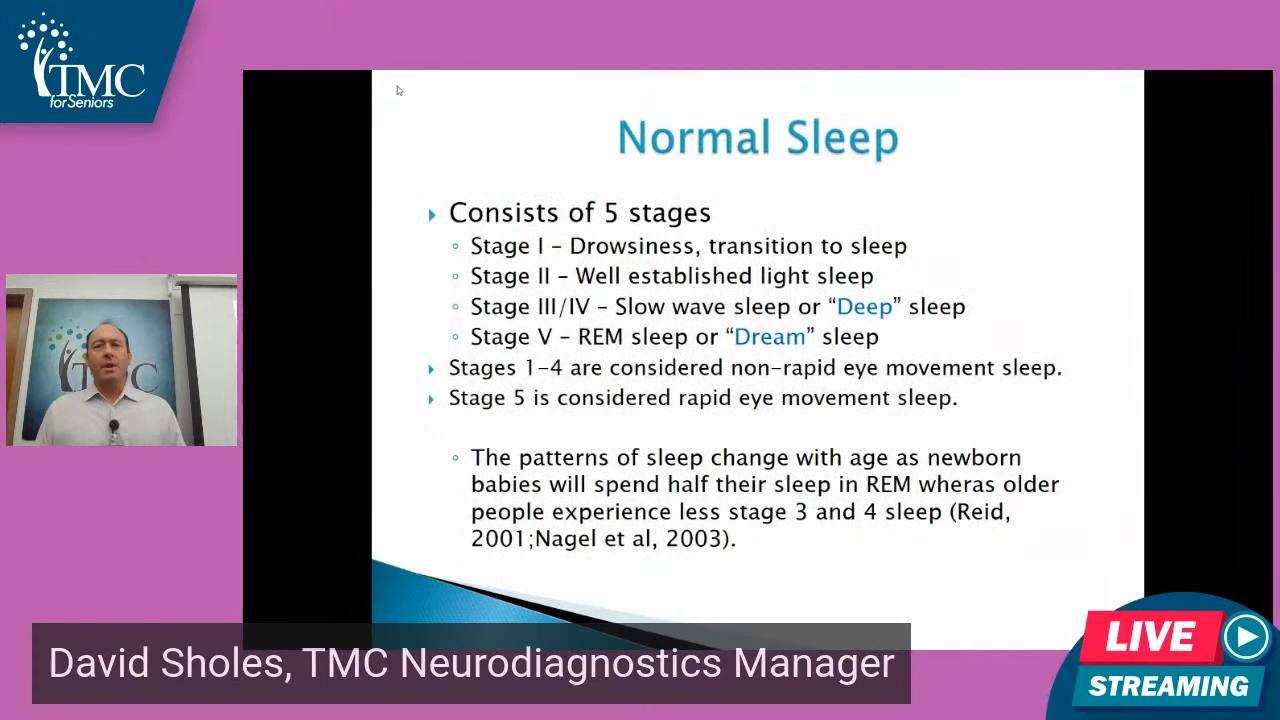 TMC
for Seniors
Normal Sleep
Consists of 5 stages
Stage I – Drowsiness, transition to sleep
Stage II – Well established light sleep
Stage III/IV – Slow wave sleep or “Deep” sleep
Stage V – REM sleep or “Dream” sleep
Stages 1-4 are considered non-rapid eye movement sleep.
Stage 5 is considered rapid eye movement sleep.
The patterns of sleep change with age as newborn
babies will spend half their sleep in REM wheras older
people experience less stage 3 and 4 sleep (Reid,
2001;Nagel et al, 2003).
TMC
David Sholes, TMC Neurodiagnostics Manager
LIVE
STREAMING